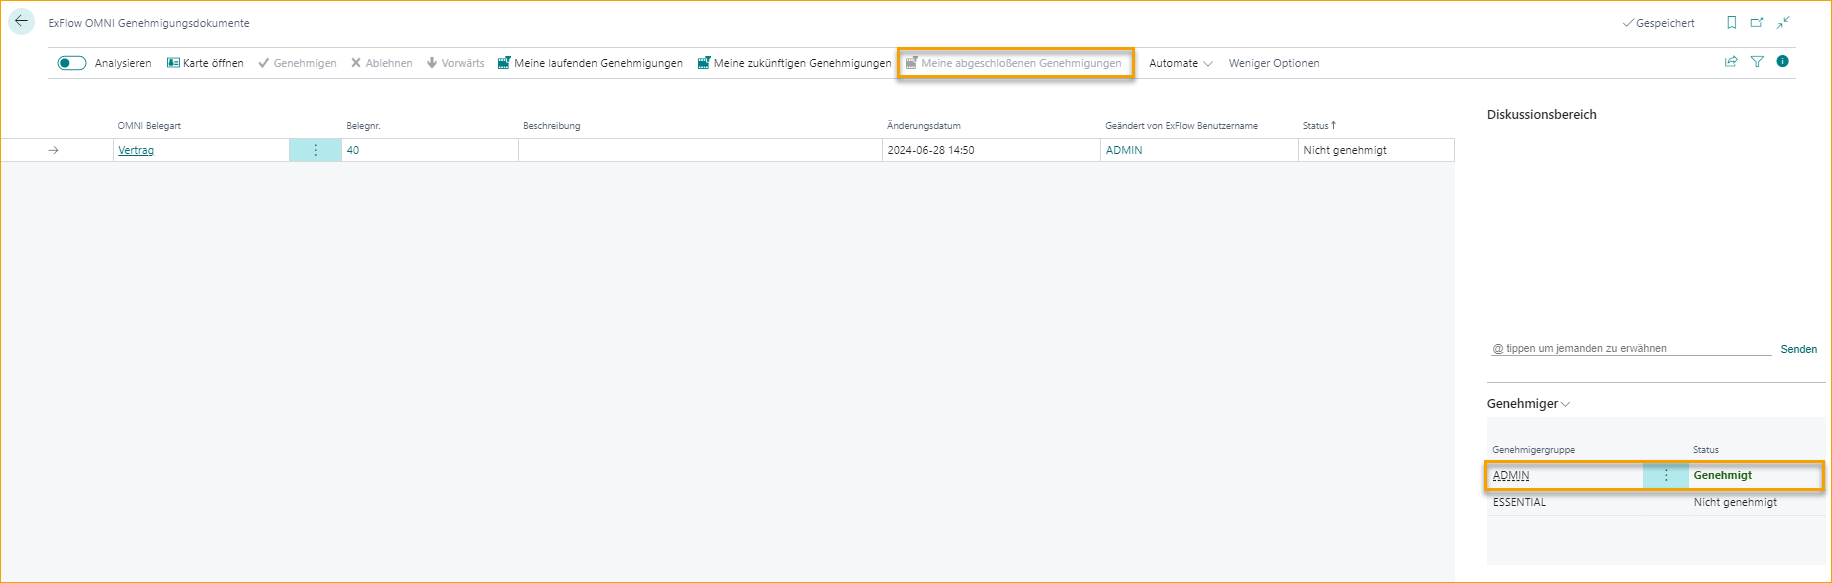 ExFlow OMNI Genehmigungsdokumente
Gespeichert
Analysieren Karte öffnen Genehmigen Ablehnen Vorwärts Meine laufenden Genehmigungen Meine zukünftigen Genehmigungen Meine abgeschloßenen Genehmigungen Automate Weniger Optionen
OMNI Belegart Belegnr. Beschreibung Änderungsdatum Geändert von ExFlow Benutzername Status ↑
Vertrag 40 2024-06-28 14:50 ADMIN Nicht genehmigt
Diskussionsbereich
@ tippen um jemanden zu erwähnen Senden
Genehmiger
Genehmigergruppe Status
ADMIN Genehmigt
ESSENTIAL Nicht genehmigt